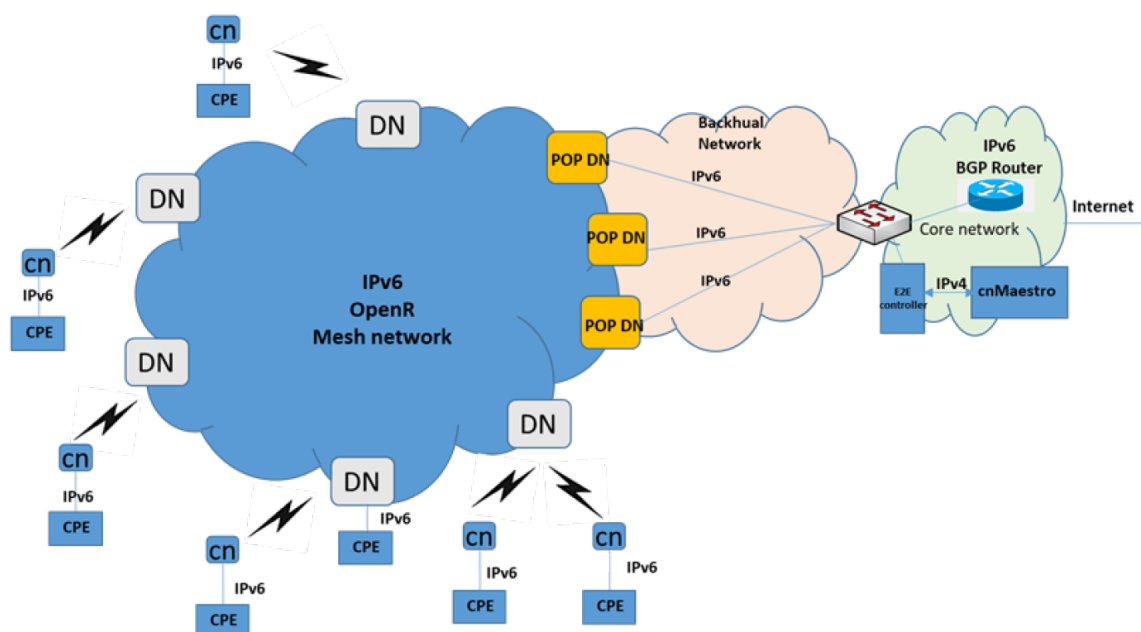 cn
IPv6
CPE
DN
DN
cn
IPv6
CPE
DN
cn
IPv6
CPE
IPv6
OpenR
Mesh network
DN
cn
IPv6
CPE
DN
IPv6
CPE
cn
IPv6
CPE
cn
IPv6
CPE
POP DN
POP DN
POP DN
Backhual
Network
IPv6
IPv6
IPv6
IPv6
BGP Router
Core network
Internet
E2E
controller
IPv4
cnMaestro